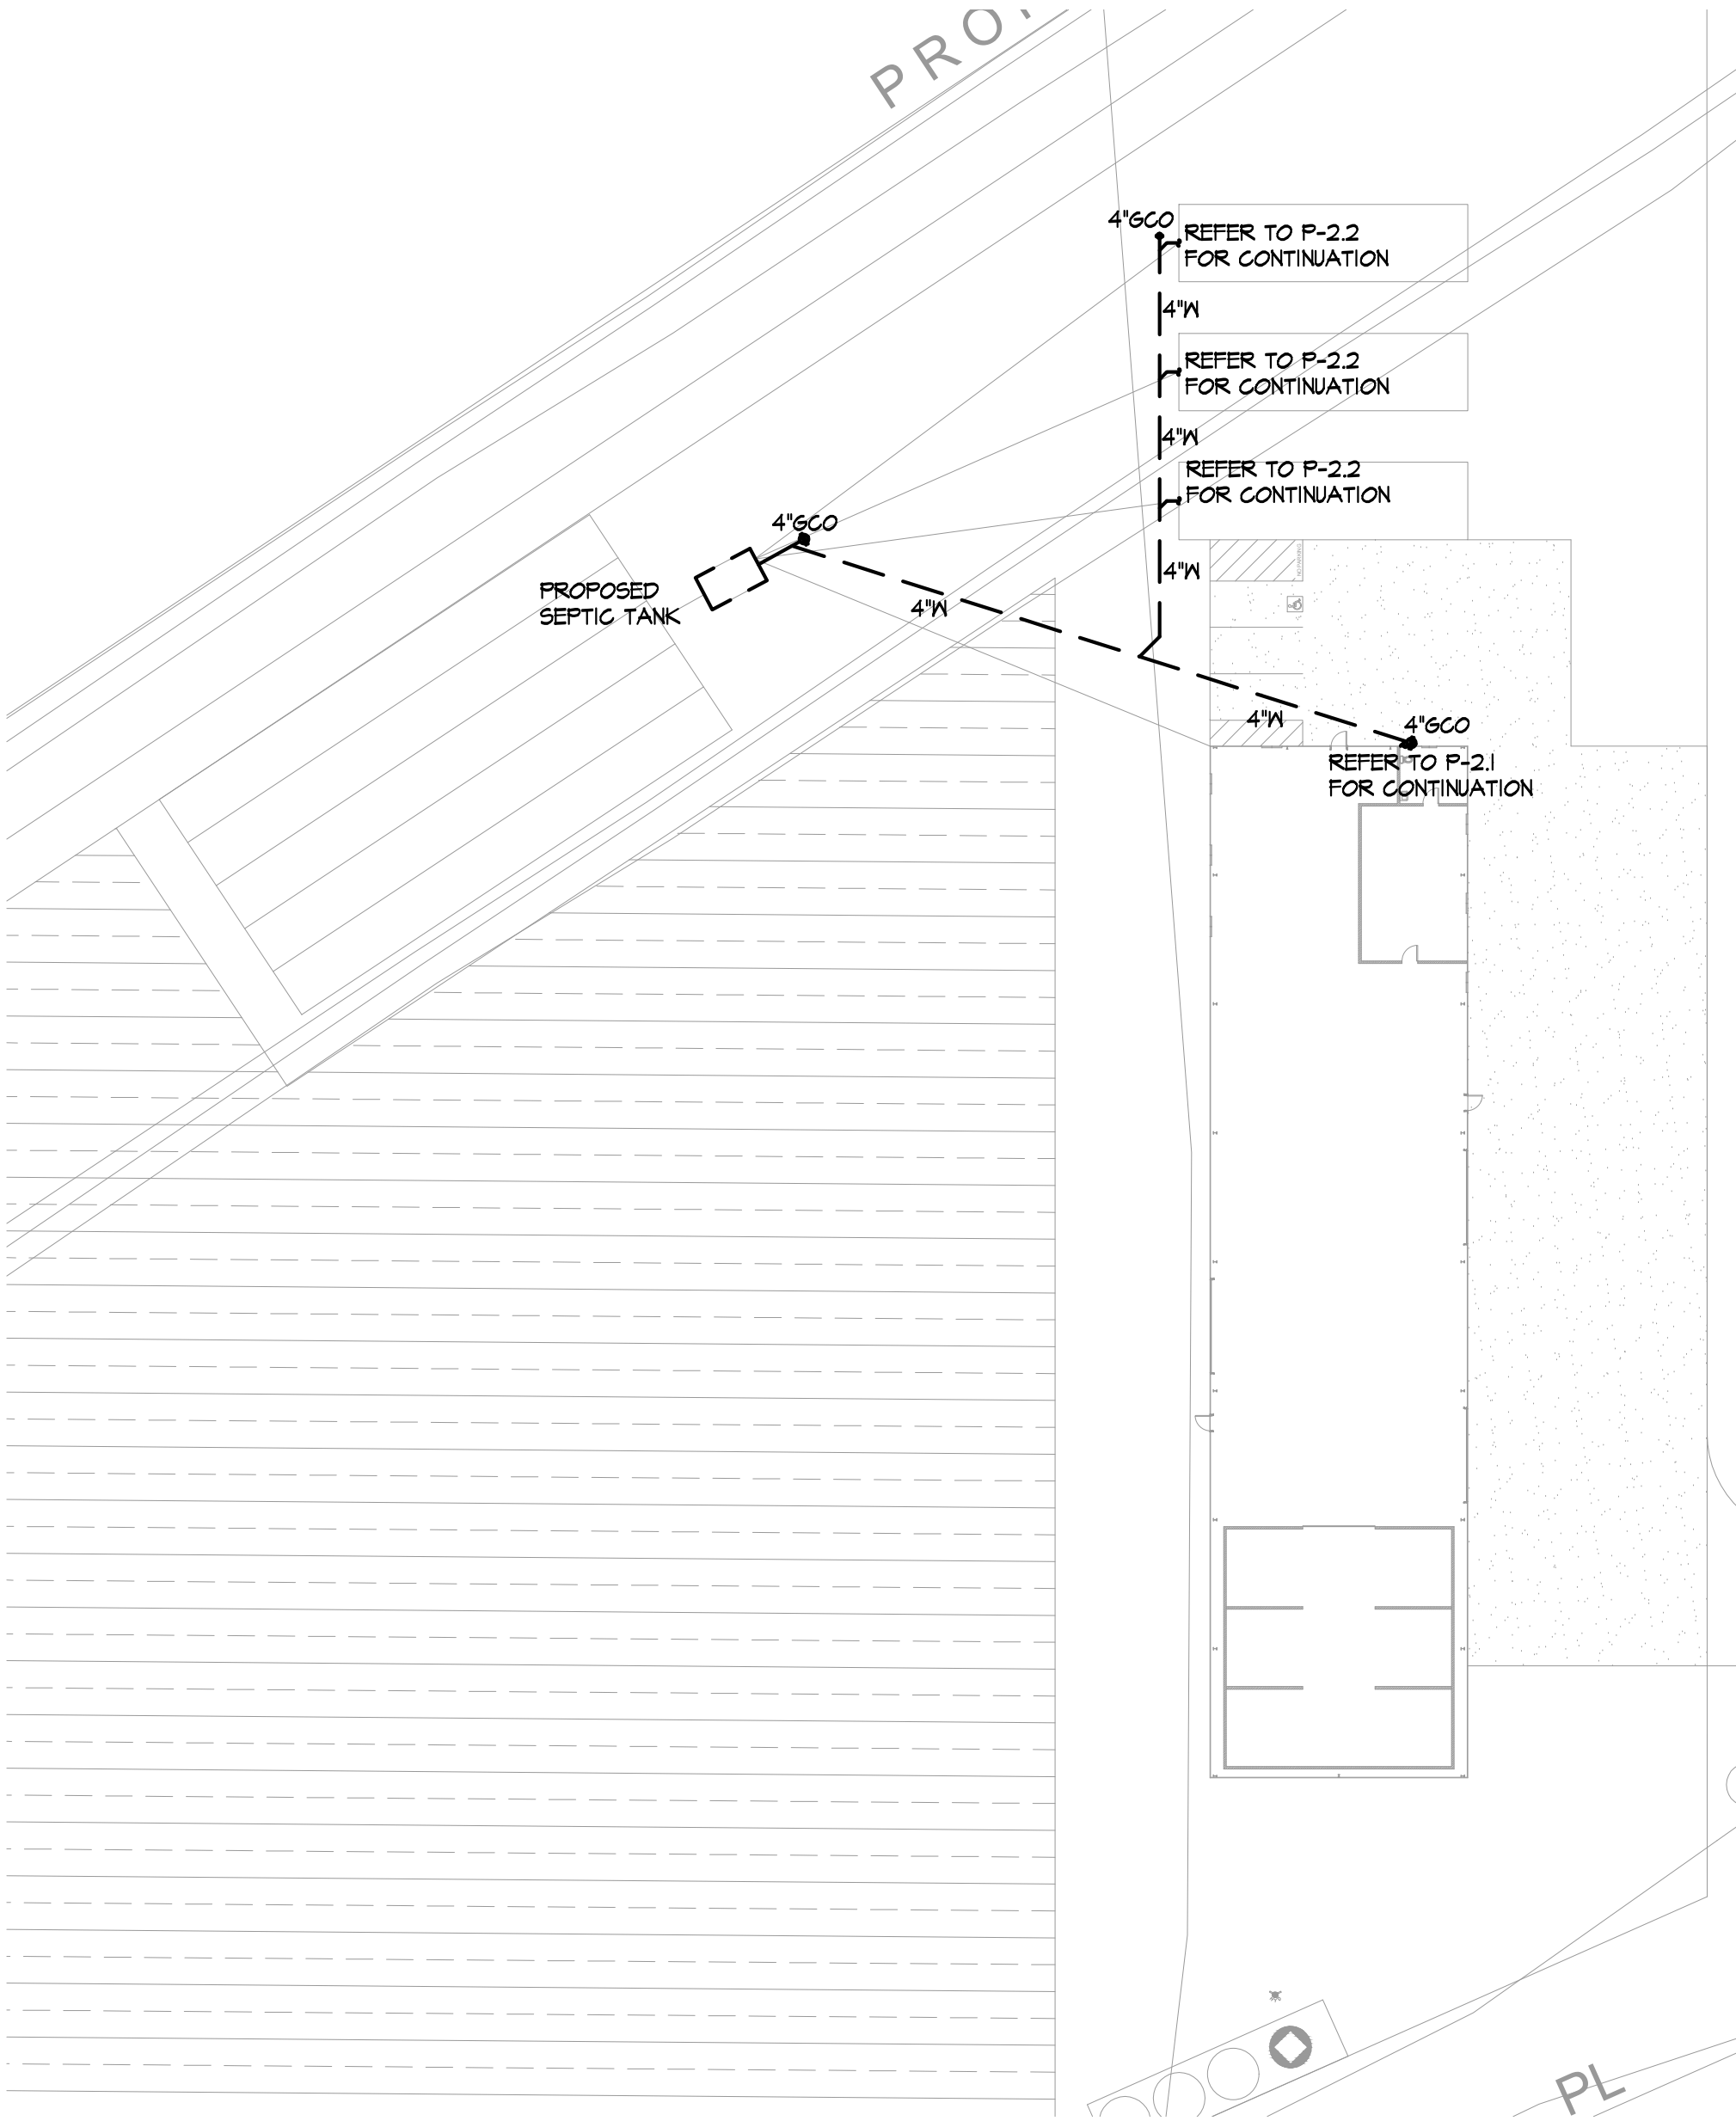 PRO
4"GCO
REFER TO P-2.2
FOR CONTINUATION
4"W
REFER TO P-2.2
FOR CONTINUATION
4"W
REFER TO P-2.2
FOR CONTINUATION
4"GCO
NO PARKING
4"W
PROPOSED
SEPTIC TANK
4"W
4"W
4"GCO
REFER TO P-2.1
FOR CONTINUATION
PL